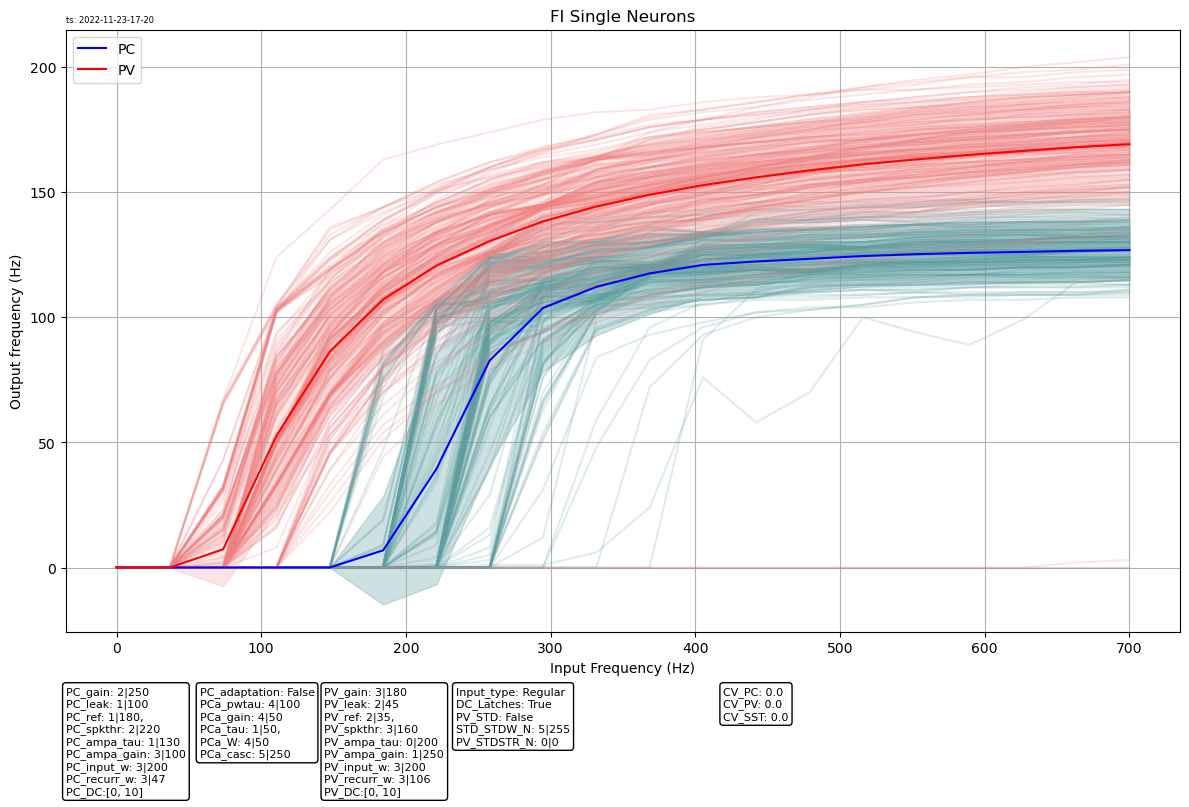 ts: 2022-11-23-17-20
FI Single Neurons
PC
PV
200
150
100
50
0
Output frequency (Hz)
0 100 200 300 400 500 600 700
Input Frequency (Hz)
PC_gain: 2|250
PC_leak: 1|100
PC_ref: 1|180,
PC_spkthr: 2|220
PC_ampa_tau: 1|130
PC_ampa_gain: 3|100
PC_input_w: 3|200
PC_recurr_w: 3|47
PC_DC:[0, 10]
PC_adaptation: False
PCa_pwtau: 4|100
PCa_gain: 4|50
PCa_tau: 1|50,
PCa_W: 4|50
PCa_casc: 5|250
PV_gain: 3|180
PV_leak: 2|45
PV_ref: 2|35,
PV_spkthr: 3|160
PV_ampa_tau: 0|200
PV_ampa_gain: 1|250
PV_input_w: 3|200
PV_recurr_w: 3|106
PV_DC:[0, 10]
Input_type: Regular
DC_Latches: True
PV_STD: False
STD_STDW_N: 5|255
PV_STDSTR_N: 0|0
CV_PC: 0.0
CV_PV: 0.0
CV_SST: 0.0